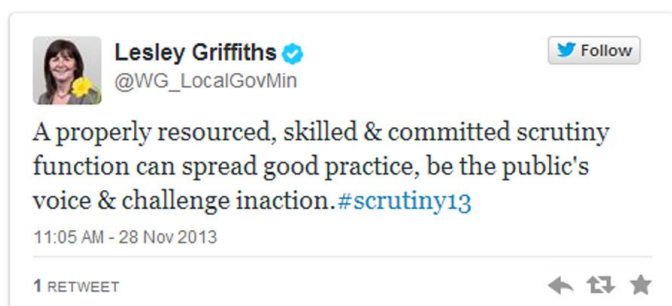 Lesley Griffiths
Follow
@WG_LocalGovMin
A properly resourced, skilled & committed scrutiny
function can spread good practice, be the public's
voice & challenge inaction.#scrutiny13
11:05 AM - 28 Nov 2013
1 RETWEET